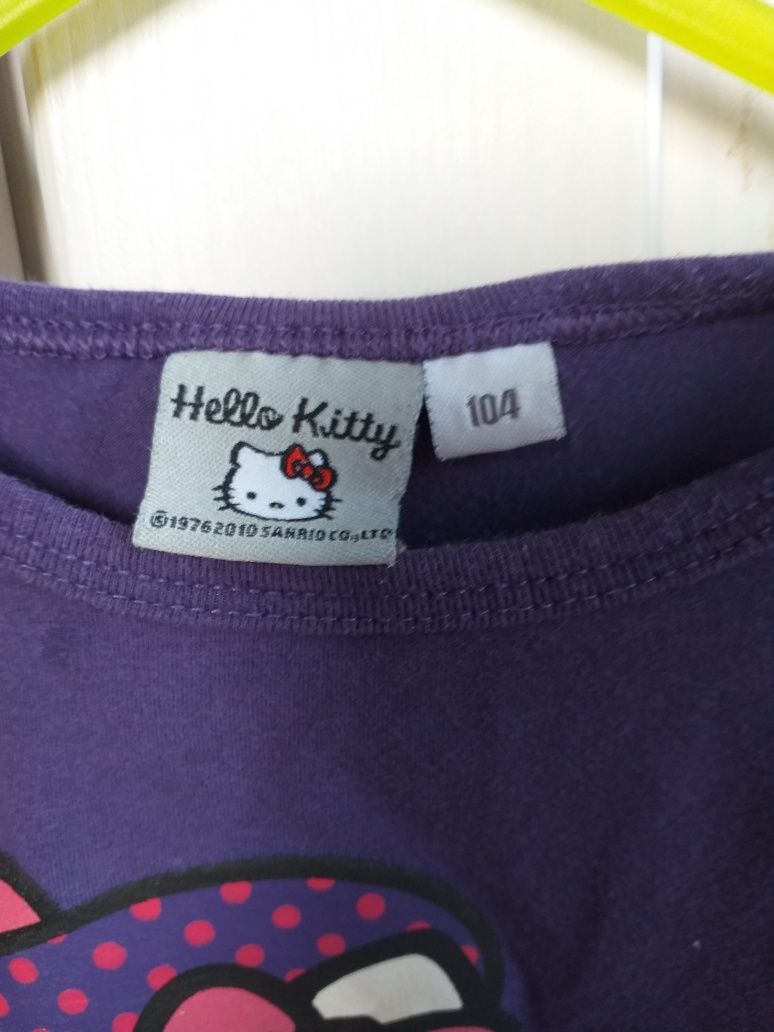 Hello Kitty
©1976 2010 SANRIO CO.,LTD
104